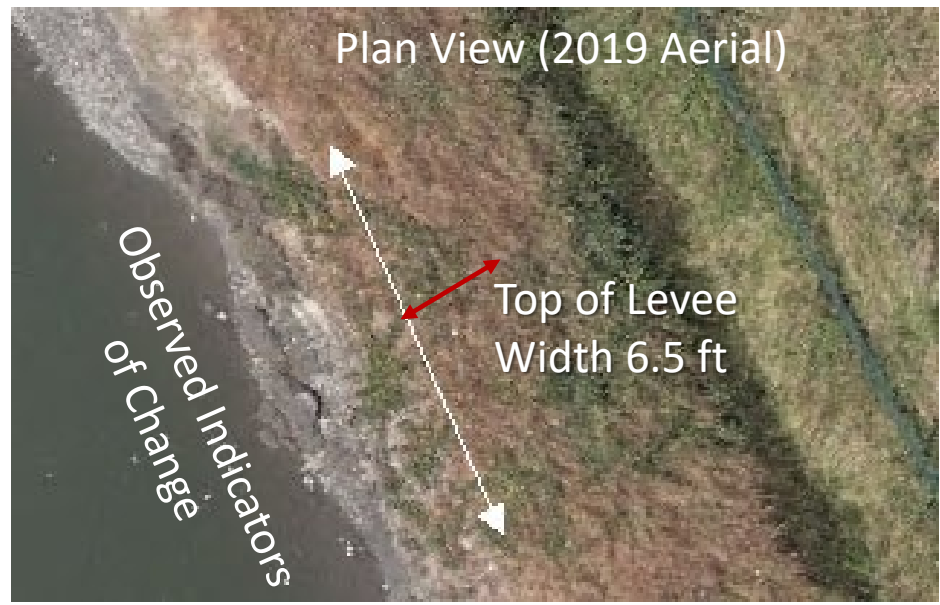 Plan View (2019 Aerial)
Observed Indicators
of Change
Top of Levee
Width 6.5 ft